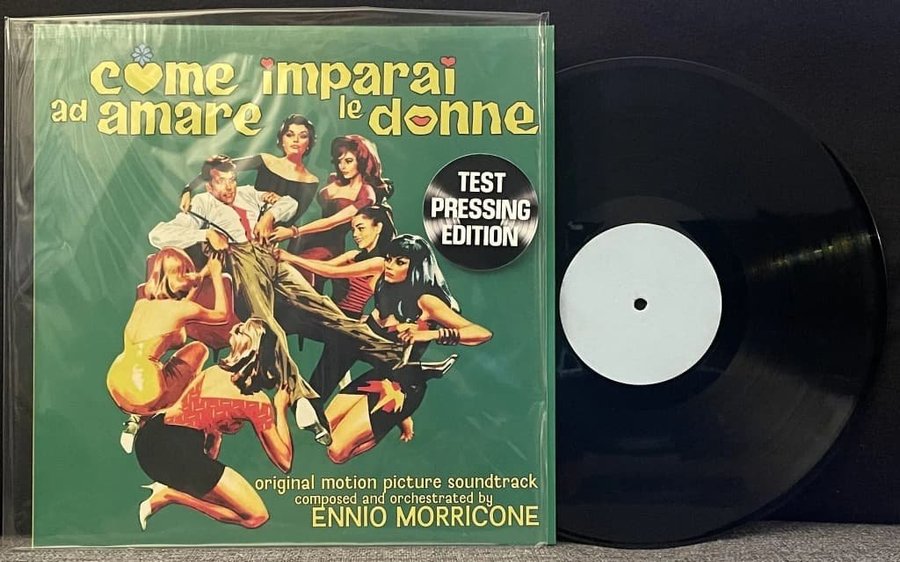 come imparai
ad amare le donne
TEST
PRESSING
EDITION
original motion picture soundtrack
composed and orchestrated by
ENNIO MORRICONE